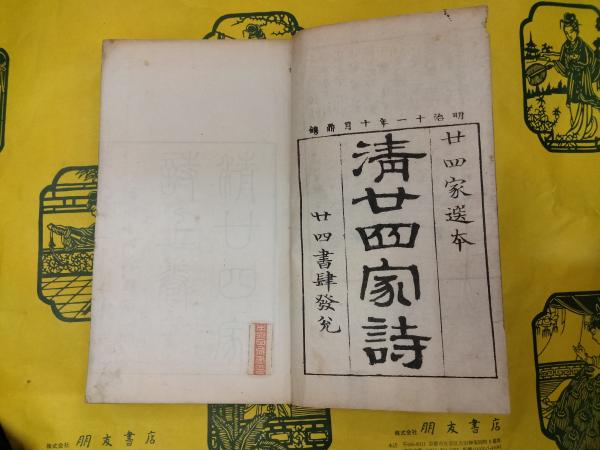 明治十一年十月鼎鐫
廿四家選本
清廿四家詩
廿四書肆發兌
株式会社 朋友書店
株式会社 朋友書店